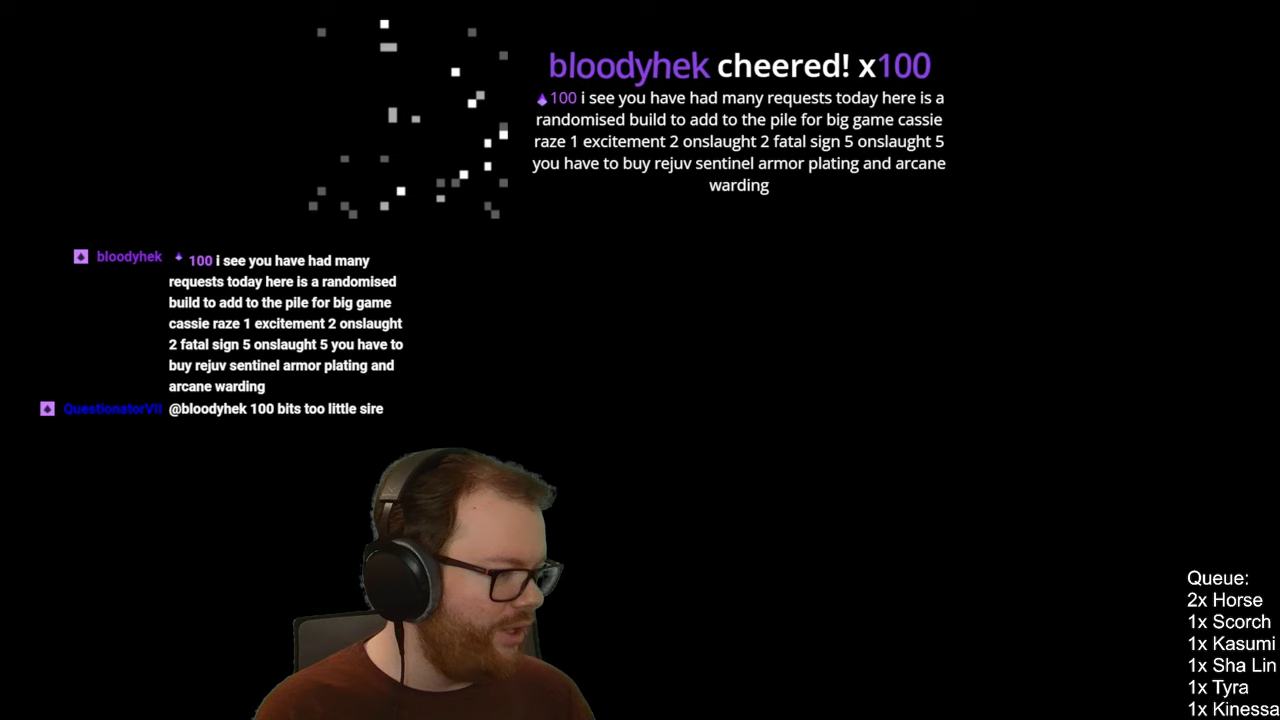 bloodyhek cheered! x100
100 i see you have had many requests today here is a
randomised build to add to the pile for big game cassie
raze 1 excitement 2 onslaught 2 fatal sign 5 onslaught 5
you have to buy rejuv sentinel armor plating and arcane
warding
bloodyhek 100 i see you have had many
requests today here is a randomised
build to add to the pile for big game
cassie raze 1 excitement 2 onslaught
2 fatal sign 5 onslaught 5 you have to
buy rejuv sentinel armor plating and
arcane warding
QuestionatorVII @bloodyhek 100 bits too little sire
Queue:
2x Horse
1x Scorch
1x Kasumi
1x Sha Lin
1x Tyra
1x Kinessa